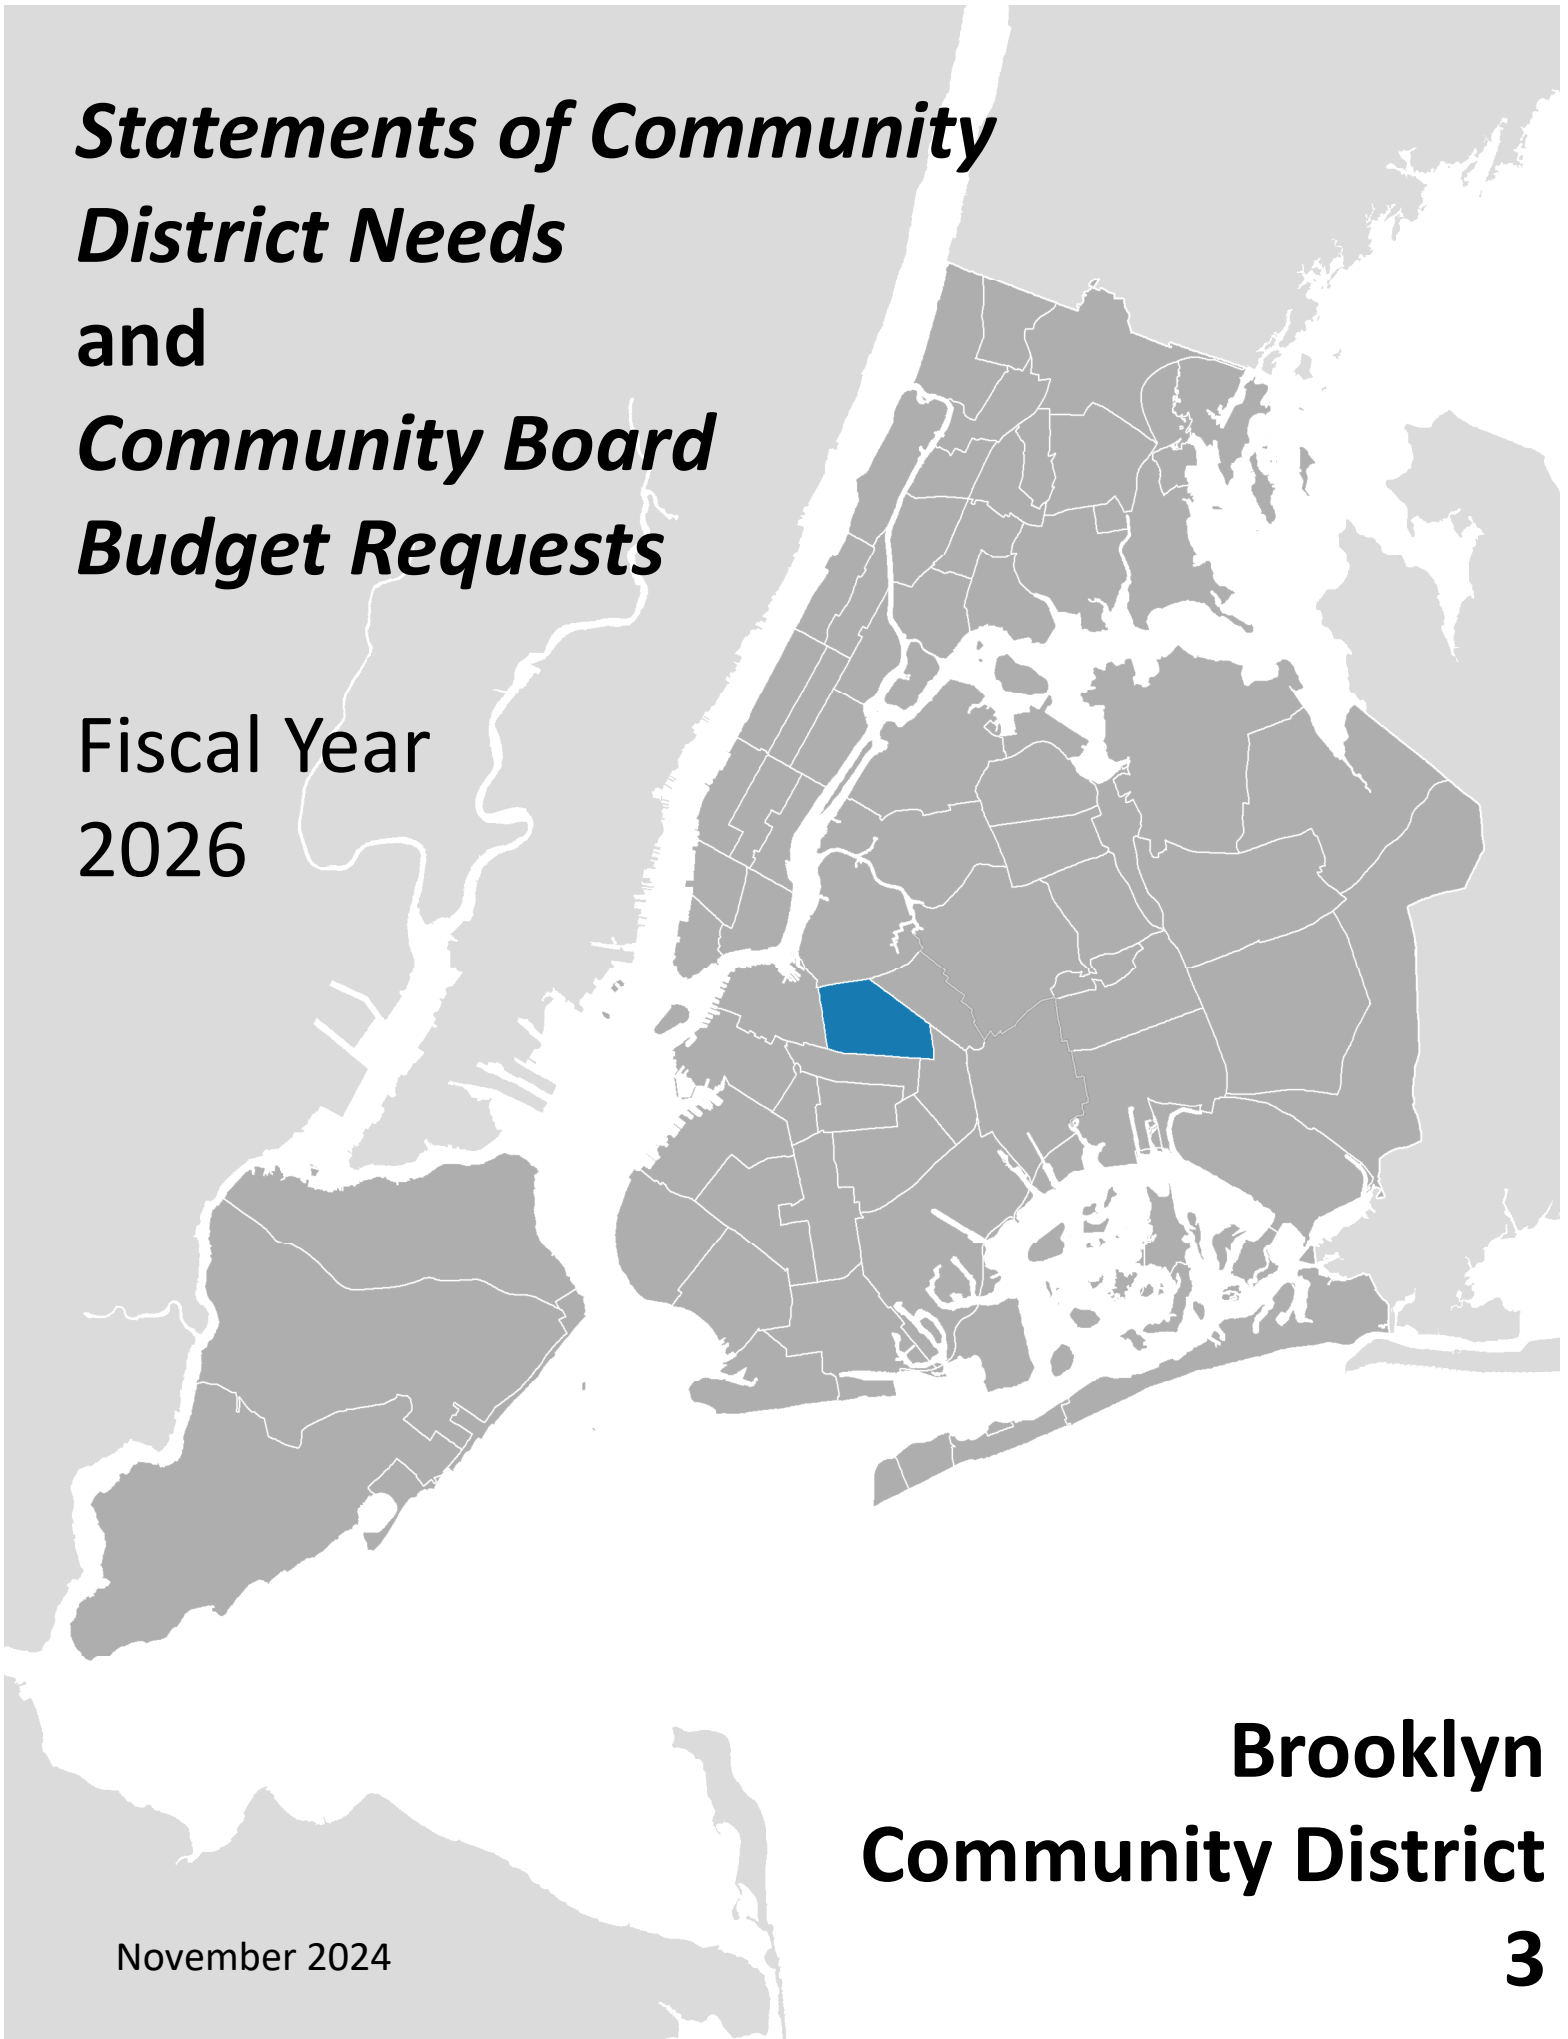 Statements of Community
District Needs
and
Community Board
Budget Requests
Fiscal Year
2026
Brooklyn
Community District
3
November 2024